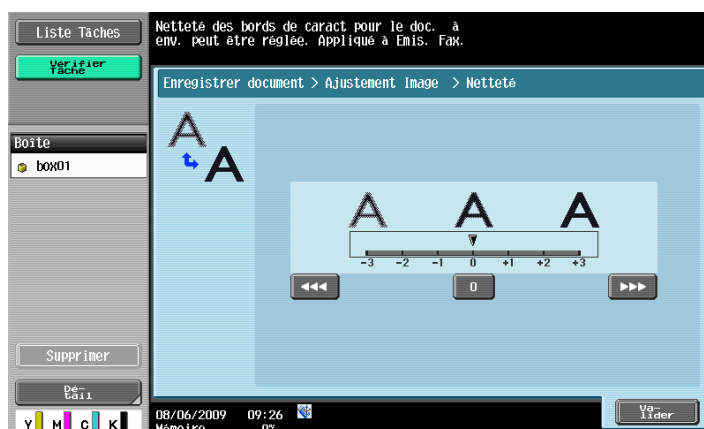 Liste Tâches
Vérifier
Tâche
Netteté des bords de caract pour le doc. à
env. peut être réglée. Appliqué à Emis. Fax.
Enregistrer document > Ajustement Image > Netteté
Boîte
box01
A
A
A A A
-3 -2 -1 0 +1 +2 +3
0
Supprimer
Dé-
tail
Y M C K
08/06/2009 09:26
Mémoire 0%
Va-
lider